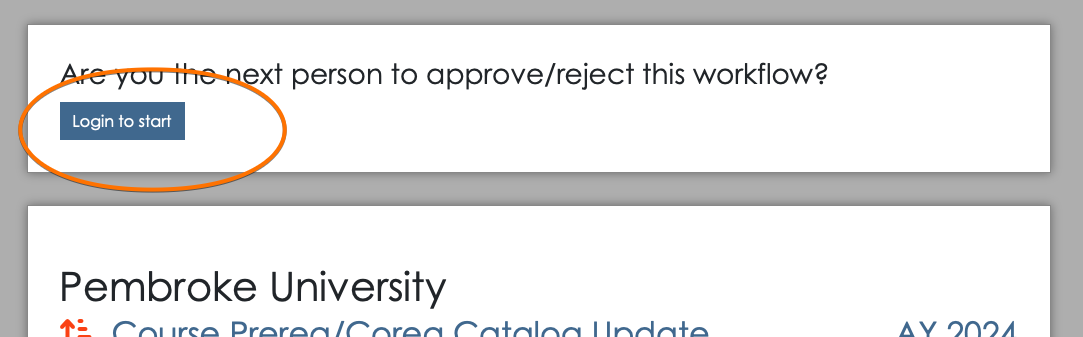 Are you the next person to approve/reject this workflow?
Login to start
Pembroke University
Course Prereq/Coreq Catalog Update AY 2024